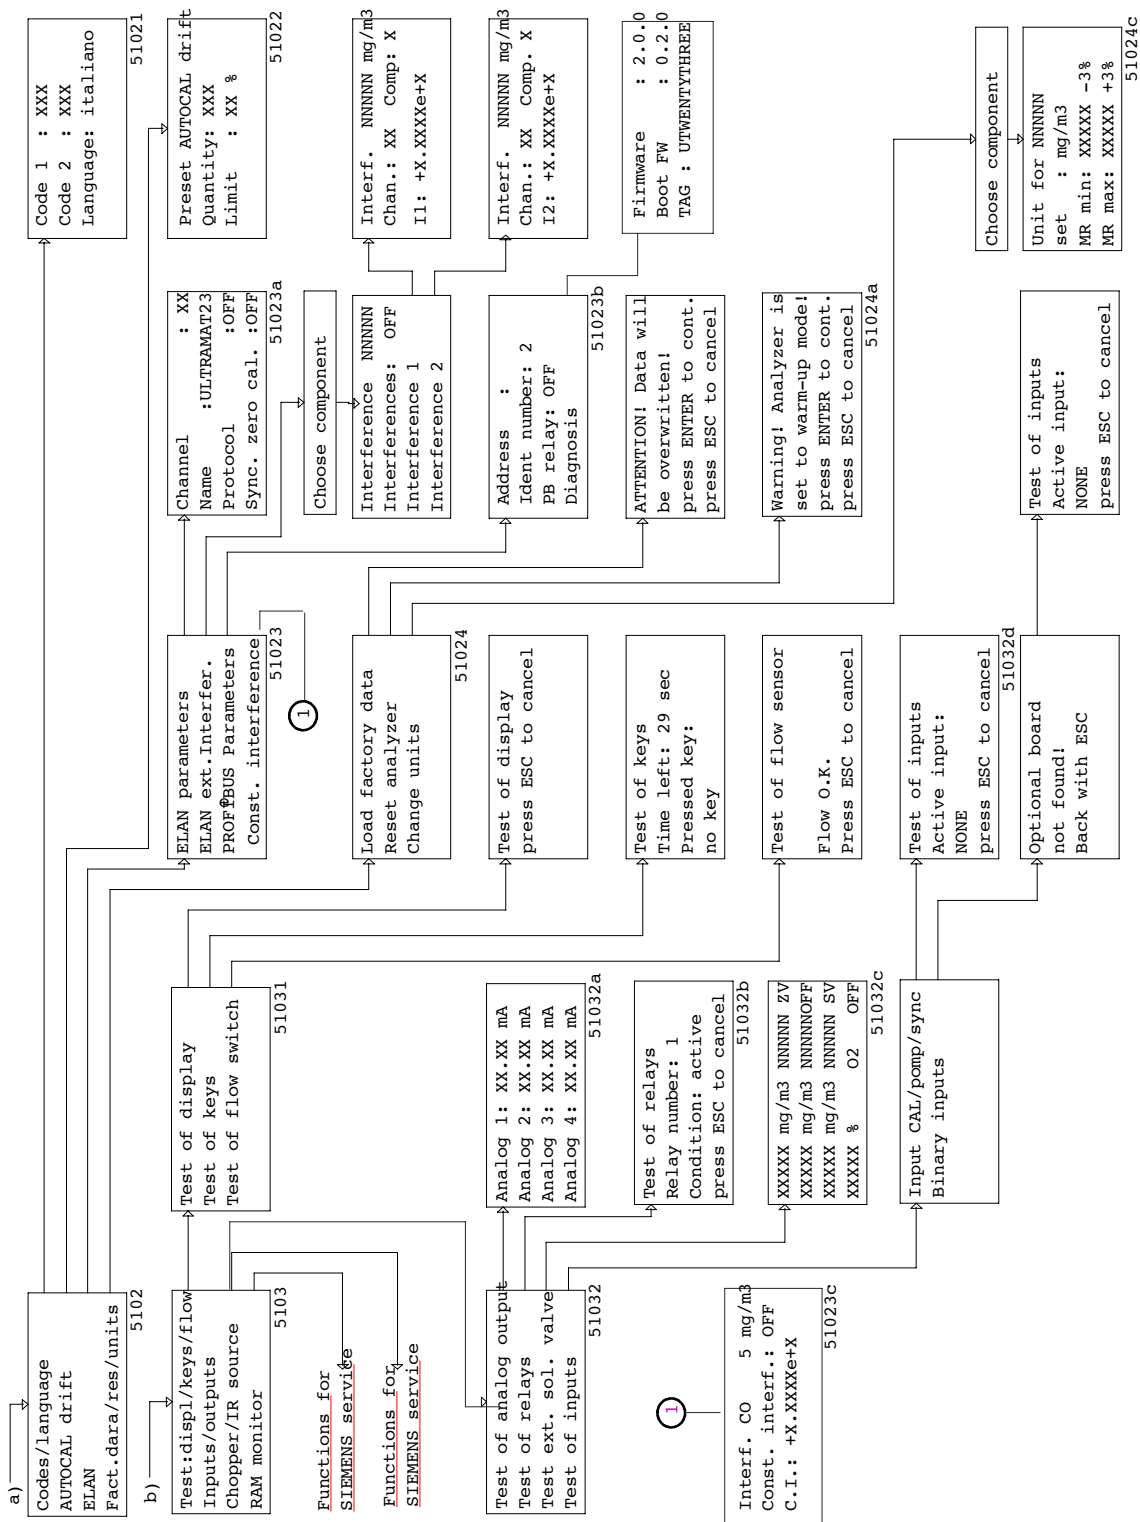 a)
Codes/language
AUTOCAL drift
ELAN
Fact.dara/res/units
5102
Code 1  : XXX
Code 2  : XXX
Language: italiano
51021
Preset AUTOCAL drift
Quantity: XXX
Limit   : XX %
51022
ELAN parameters
ELAN ext.Interfer.
PROFIBUS Parameters
Const. interference
51023
1
Channel      : XX
Name    :ULTRAMAT23
Protocol     :OFF
Sync. zero cal. :OFF
51023a
Choose component
Interference NNNNN
Interferences: OFF
Interference 1
Interference 2
Interf. NNNNN mg/m3
Chan.: XX  Comp: X
I1: +X.XXXXe+X
Interf. NNNNN mg/m3
Chan.: XX Comp. X
I2: +X.XXXXe+X
Address    :
Ident number: 2
PB relay: OFF
Diagnosis
51023b
Firmware    : 2.0.0
Boot FW     : 0.2.0
TAG : UTWENTYTHREE
Load factory data
Reset analyzer
Change units
51024
ATTENTION! Data will
be overwritten!
press ENTER to cont.
press ESC to cancel
Warning! Analyzer is
set to warm-up mode!
press ENTER to cont.
press ESC to cancel
51024a
Choose component
Unit for NNNNN
set    : mg/m3
MR min: XXXXX -3%
MR max: XXXXX +3%
51024c
b)
Test:displ/keys/flow
Inputs/outputs
Chopper/IR source
RAM monitor
5103
Functions for
SIEMENS service
Functions for
SIEMENS service
Test of display
Test of keys
Test of flow switch
51031
Test of display
press ESC to cancel
Test of keys
Time left: 29 sec
Pressed key:
no key
Test of flow sensor
Flow O.K.
Press ESC to cancel
Test of analog output
Test of relays
Test ext. sol. valve
Test of inputs
51032
Analog 1: XX.XX mA
Analog 2: XX.XX mA
Analog 3: XX.XX mA
Analog 4: XX.XX mA
51032a
Test of relays
Relay number: 1
Condition: active
press ESC to cancel
51032b
XXXXX mg/m3 NNNNN ZV
XXXXX mg/m3 NNNNNOFF
XXXXX mg/m3 NNNNN SV
XXXXX %     O2   OFF
51032c
Input CAL/pomp/sync
Binary inputs
Test of inputs
Active input:
NONE
press ESC to cancel
51032d
Optional board
not found!
Back with ESC
Test of inputs
Active input:
NONE
press ESC to cancel
1
Interf. CO   5 mg/m3
Const. interf.: OFF
C.I.: +X.XXXXe+X
51023c